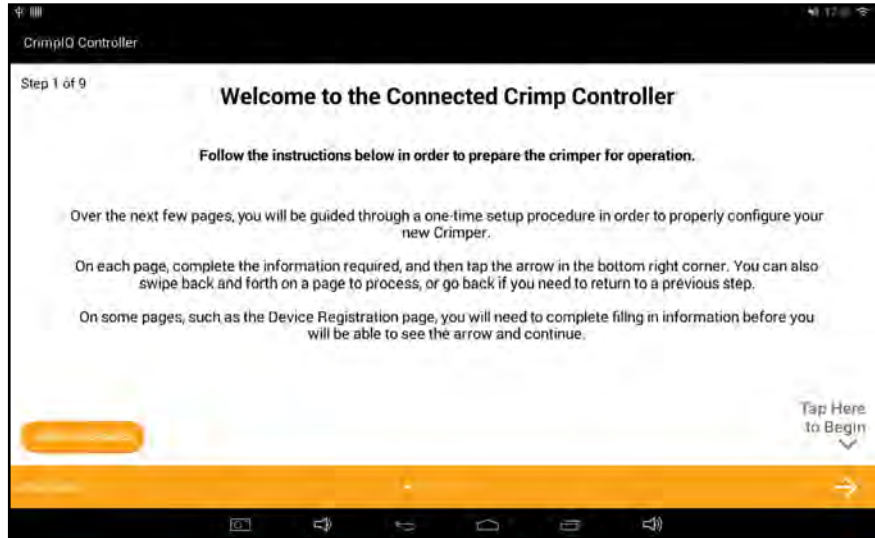 CrimpIQ Controller
Step 1 of 9
Welcome to the Connected Crimp Controller
Follow the instructions below in order to prepare the crimper for operation.
Over the next few pages, you will be guided through a one-time setup procedure in order to properly configure your
new Crimper.
On each page, complete the information required, and then tap the arrow in the bottom right corner. You can also
swipe back and forth on a page to process, or go back if you need to return to a previous step.
On some pages, such as the Device Registration page, you will need to complete filing in information before you
will be able to see the arrow and continue.
Tap Here
to Begin